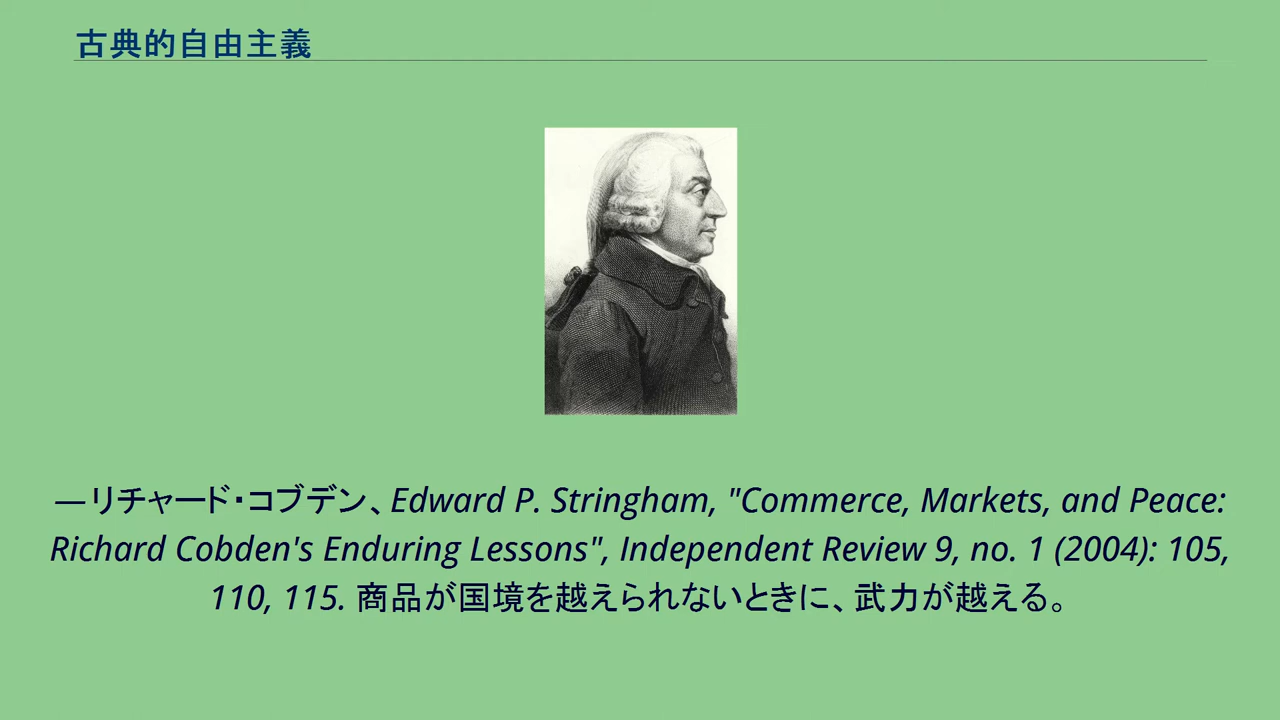 古典的自由主義
—リチャード・コブデン、Edward P. Stringham, "Commerce, Markets, and Peace:
Richard Cobden's Enduring Lessons", Independent Review 9, no. 1 (2004): 105,
110, 115. 商品が国境を越えられないときに、武力が越える。